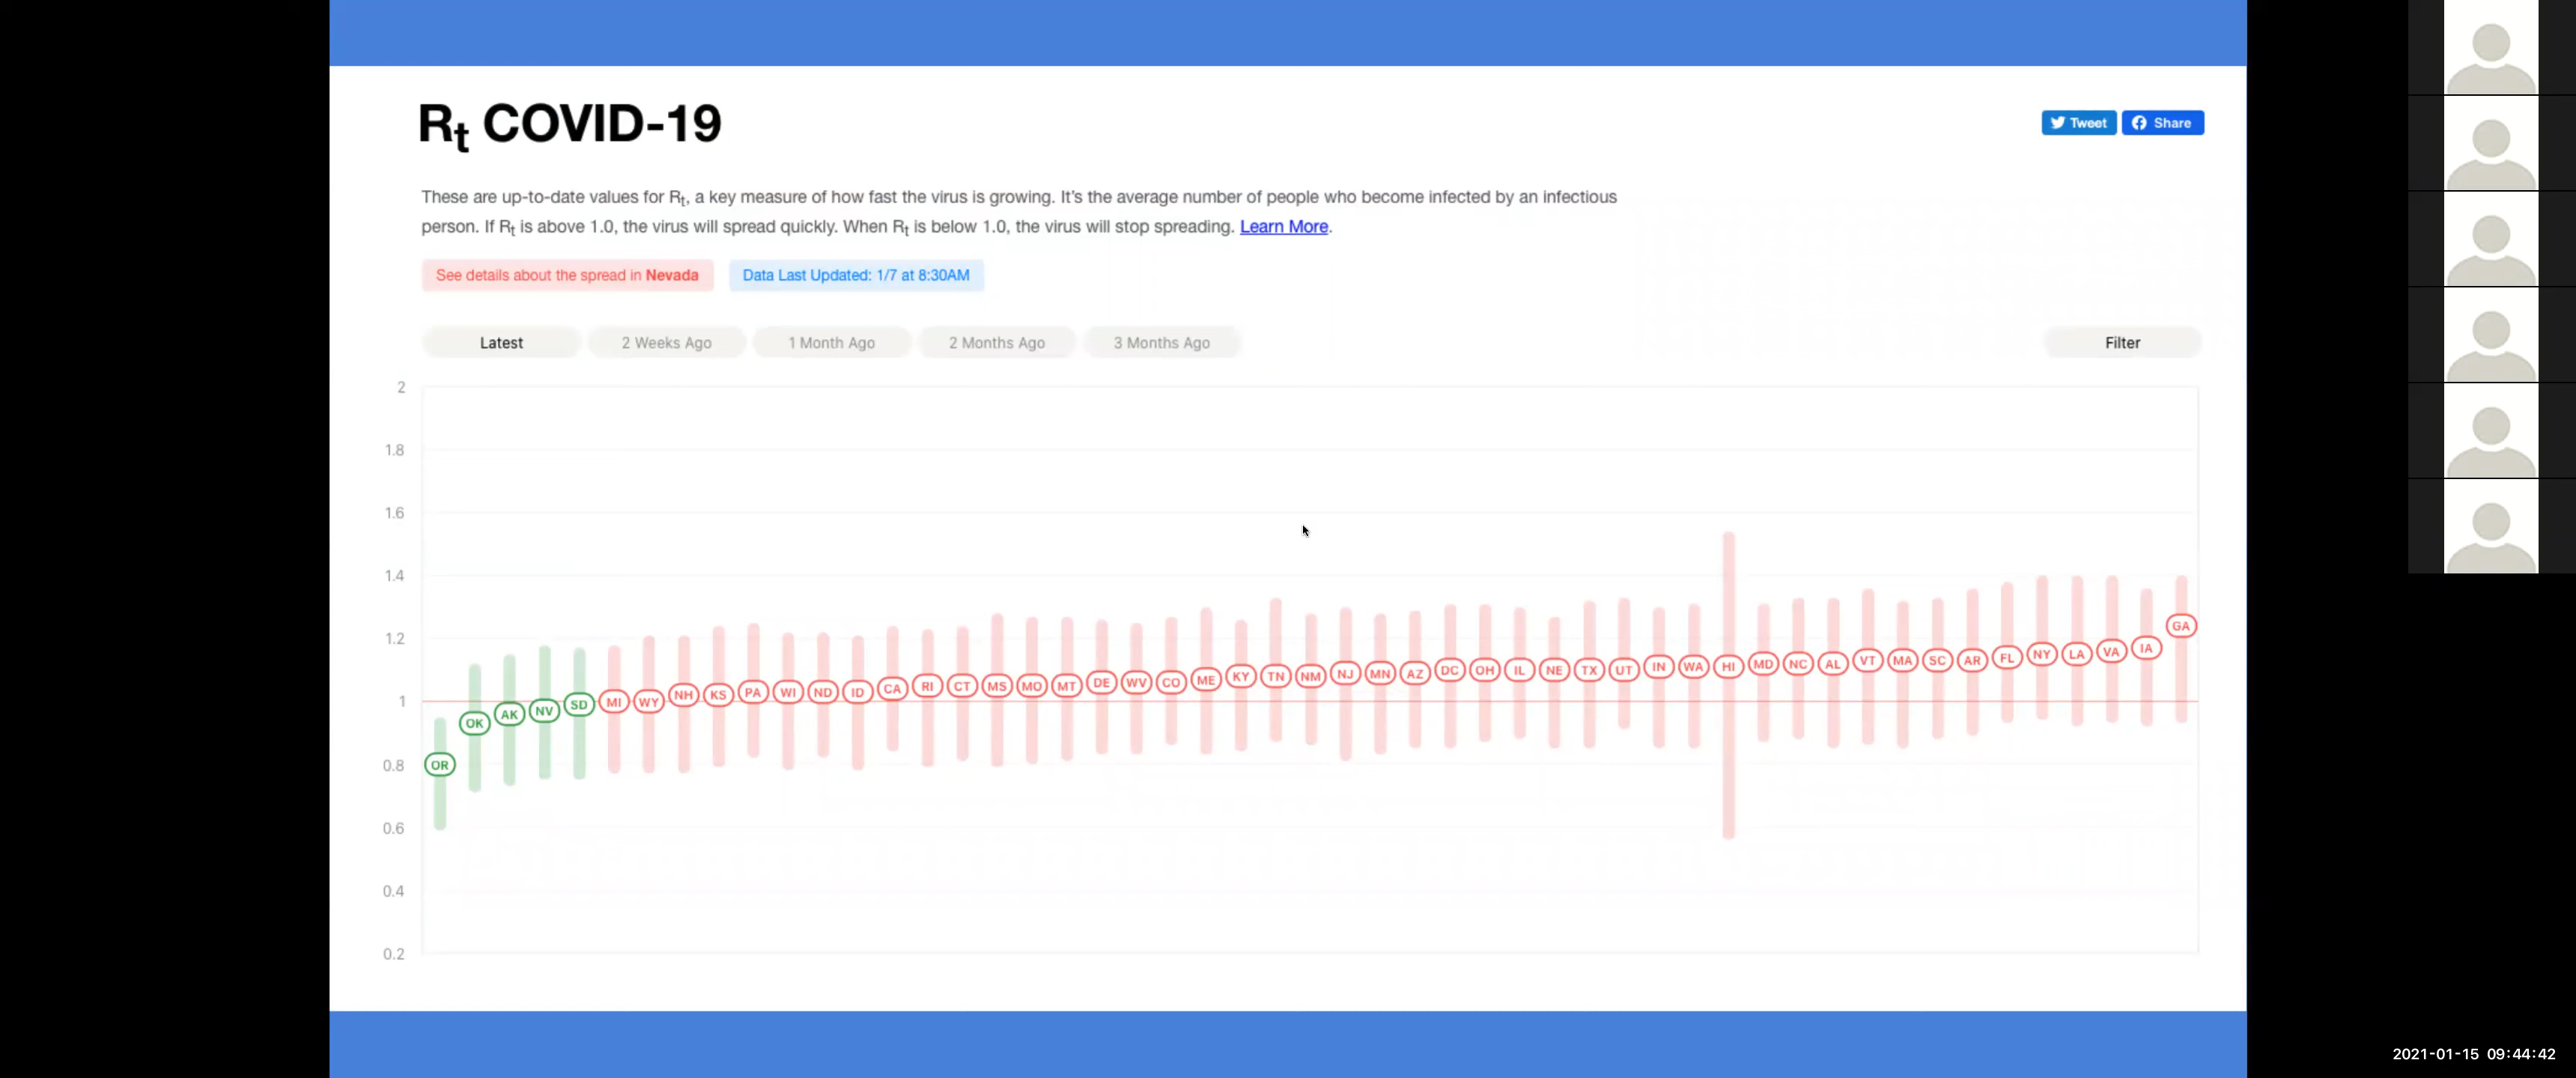 Rt COVID-19
Tweet
Share
These are up-to-date values for Rt, a key measure of how fast the virus is growing. It's the average number of people who become infected by an infectious
person. If Rt is above 1.0, the virus will spread quickly. When Rt is below 1.0, the virus will stop spreading. Learn More.
See details about the spread in Nevada
Data Last Updated: 1/7 at 8:30AM
Latest
2 Weeks Ago
1 Month Ago
2 Months Ago
3 Months Ago
Filter
2
1.8
1.6
1.4
1.2
1
0.8
0.6
0.4
0.2
OR
OK
AK
NV
SD
MI
WY
NH
KS
PA
WI
ND
ID
CA
RI
CT
MS
MO
MT
DE
WV
CO
ME
KY
TN
NM
NJ
MN
AZ
DC
OH
IL
NE
TX
UT
IN
WA
HI
MD
NC
AL
VT
MA
SC
AR
FL
NY
LA
VA
IA
GA
2021-01-15 09:44:42